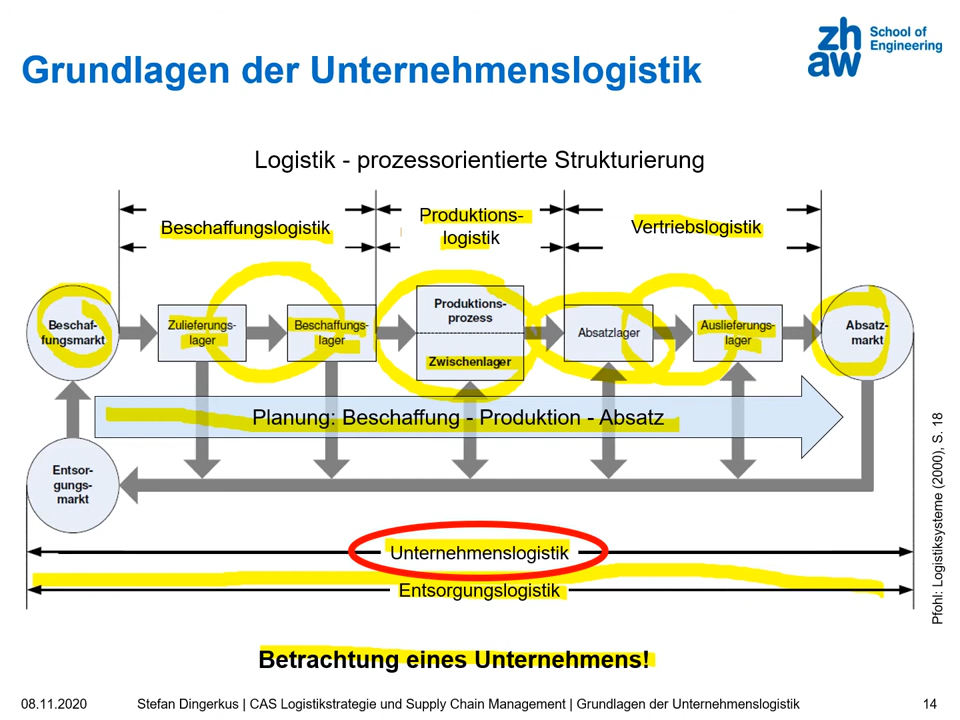 zh
aw
School of
Engineering
Grundlagen der Unternehmenslogistik
Logistik - prozessorientierte Strukturierung
Beschaffungslogistik
Produktions-
logistik
Vertriebslogistik
Beschaf-
fungsmarkt
Zulieferungs-
lager
Beschaffungs-
lager
Produktions-
prozess
Zwischenlager
Absatzlager
Auslieferungs-
lager
Absatz-
markt
Planung: Beschaffung - Produktion - Absatz
Entsor-
gungs-
markt
Unternehmenslogistik
Entsorgungslogistik
Pfohl: Logistiksysteme (2000), S. 18
Betrachtung eines Unternehmens!
08.11.2020
Stefan Dingerkus | CAS Logistikstrategie und Supply Chain Management | Grundlagen der Unternehmenslogistik
14